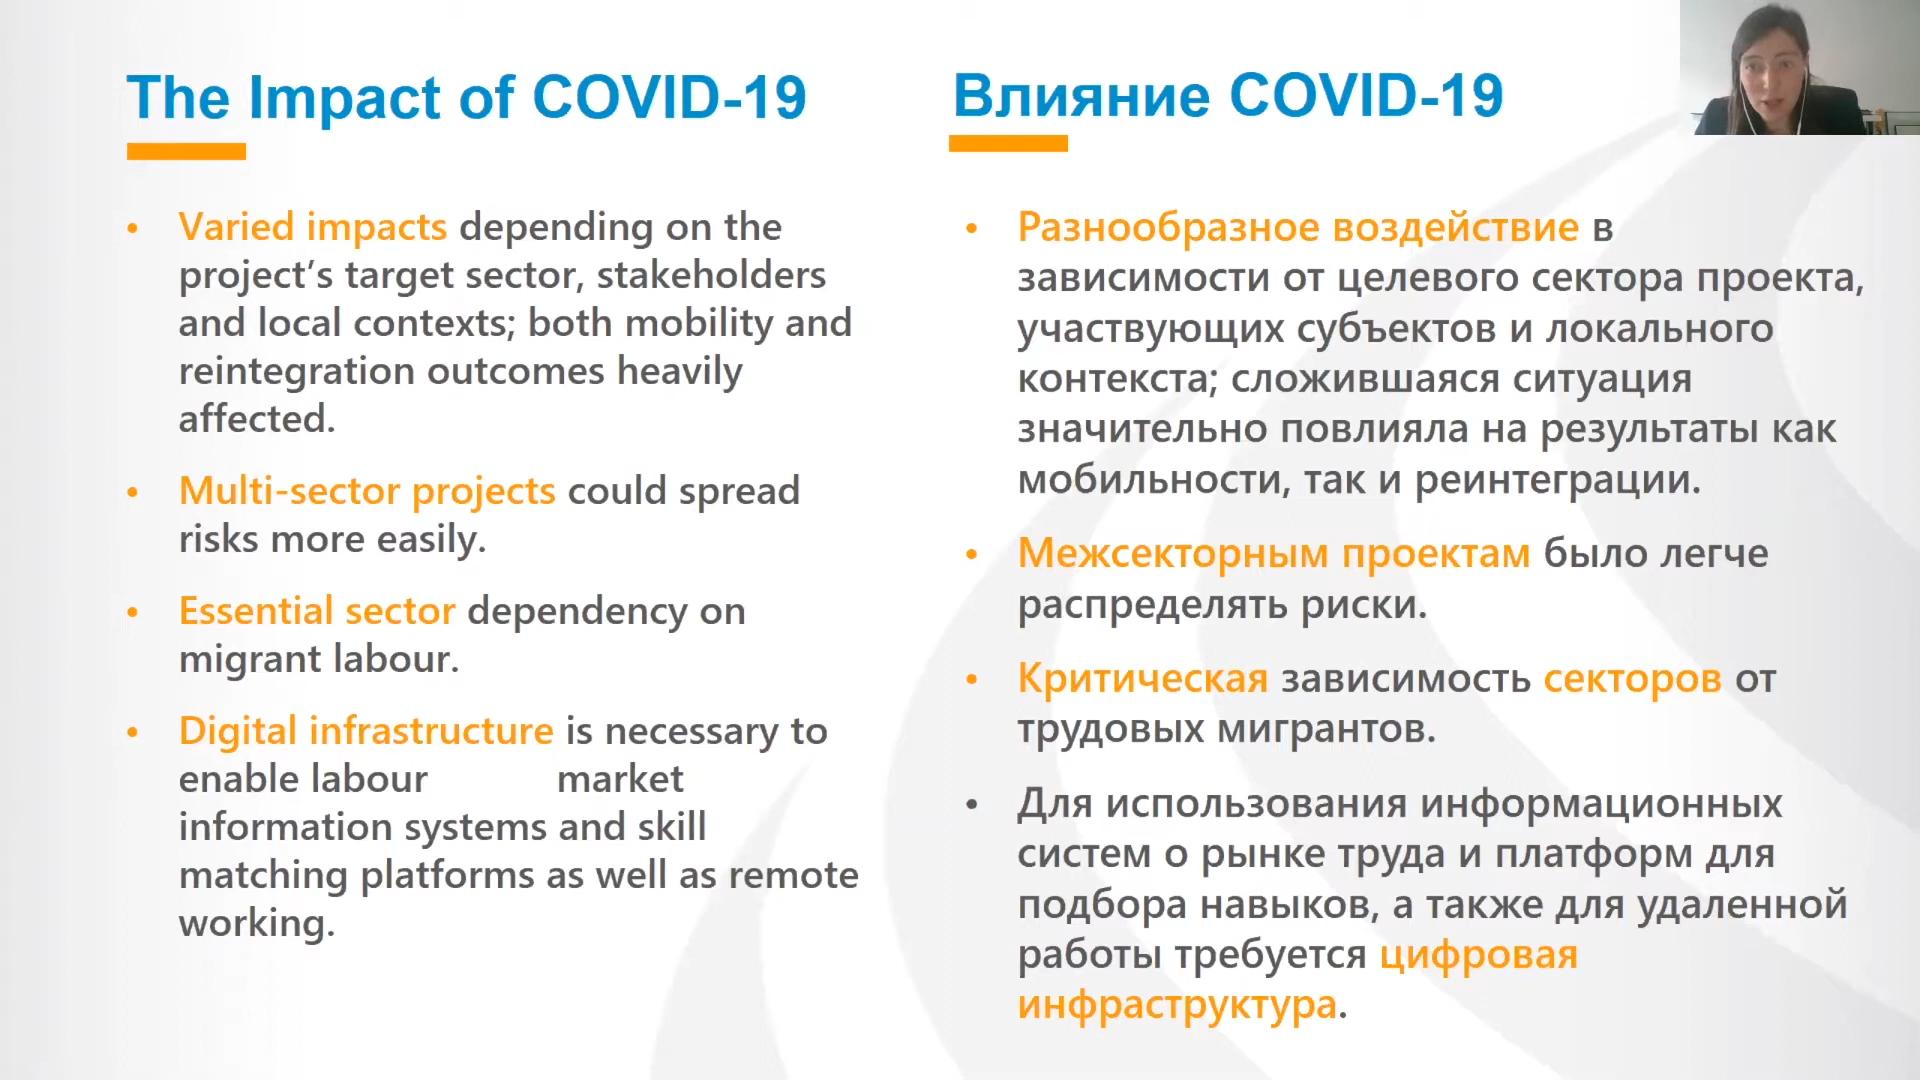 The Impact of COVID-19
• Varied impacts depending on the
project’s target sector, stakeholders
and local contexts; both mobility and
reintegration outcomes heavily
affected.
• Multi-sector projects could spread
risks more easily.
• Essential sector dependency on
migrant labour.
• Digital infrastructure is necessary to
enable labour market
information systems and skill
matching platforms as well as remote
working.
Влияние COVID-19
• Разнообразное воздействие в
зависимости от целевого сектора проекта,
участвующих субъектов и локального
контекста; сложившаяся ситуация
значительно повлияла на результаты как
мобильности, так и реинтеграции.
• Межсекторным проектам было легче
распределять риски.
• Критическая зависимость секторов от
трудовых мигрантов.
• Для использования информационных
систем о рынке труда и платформ для
подбора навыков, а также для удаленной
работы требуется цифровая
инфраструктура.